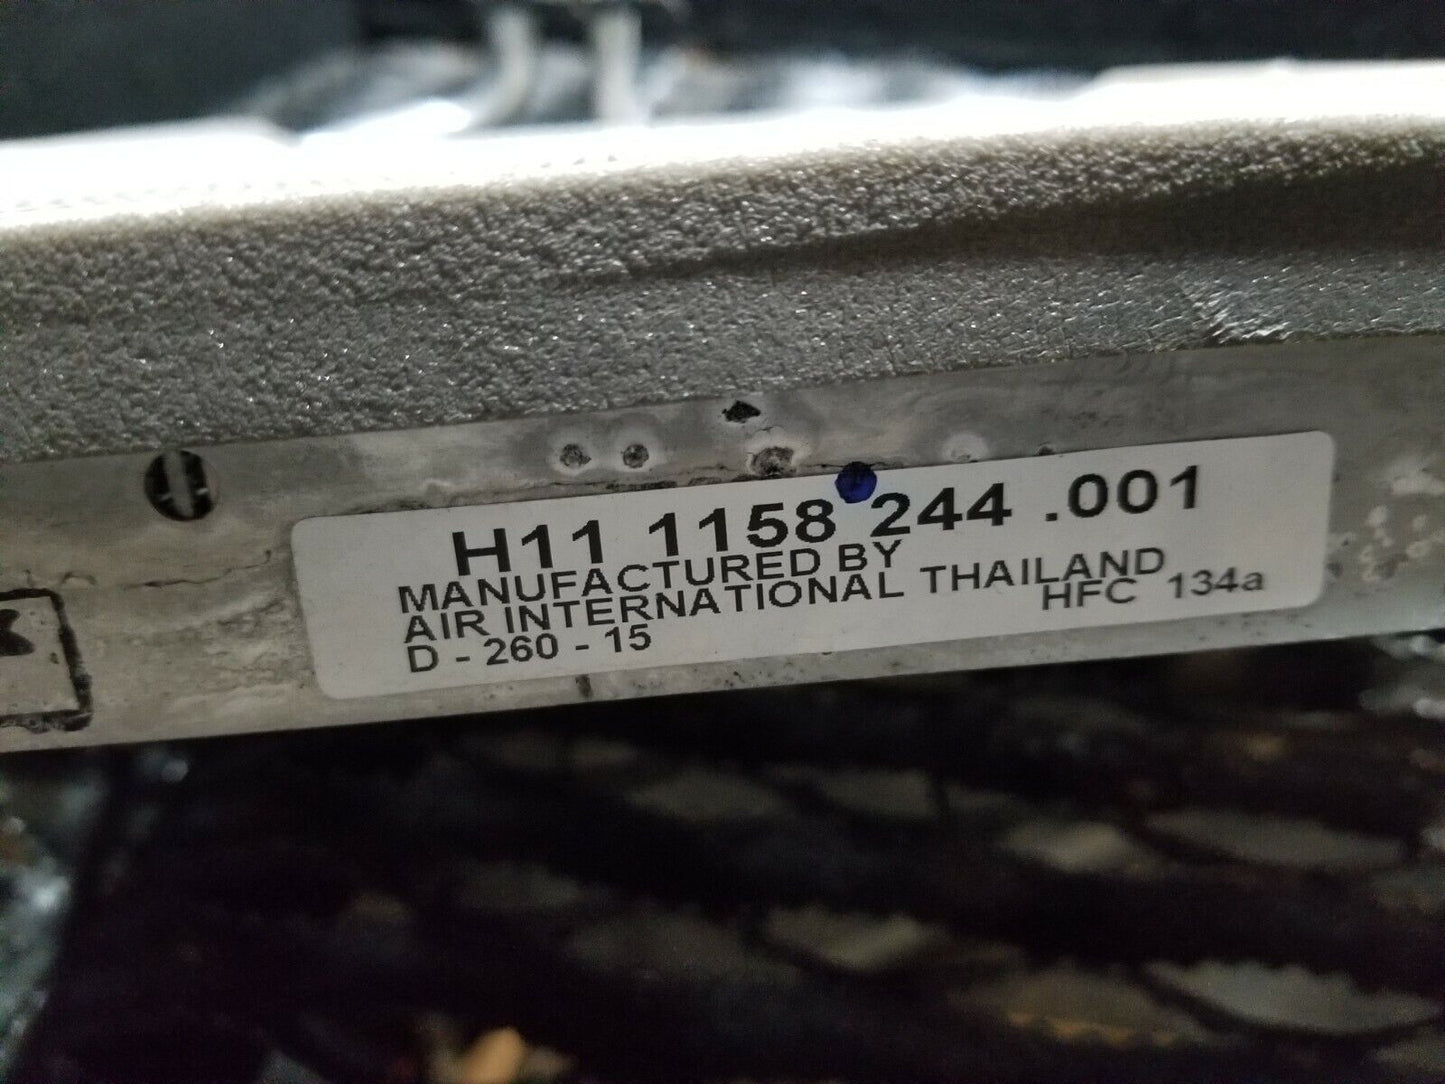 H11 1158 244 .001
MANUFACTURED BY
AIR INTERNATIONAL THAILAND
D - 260 - 15 HFC 134a